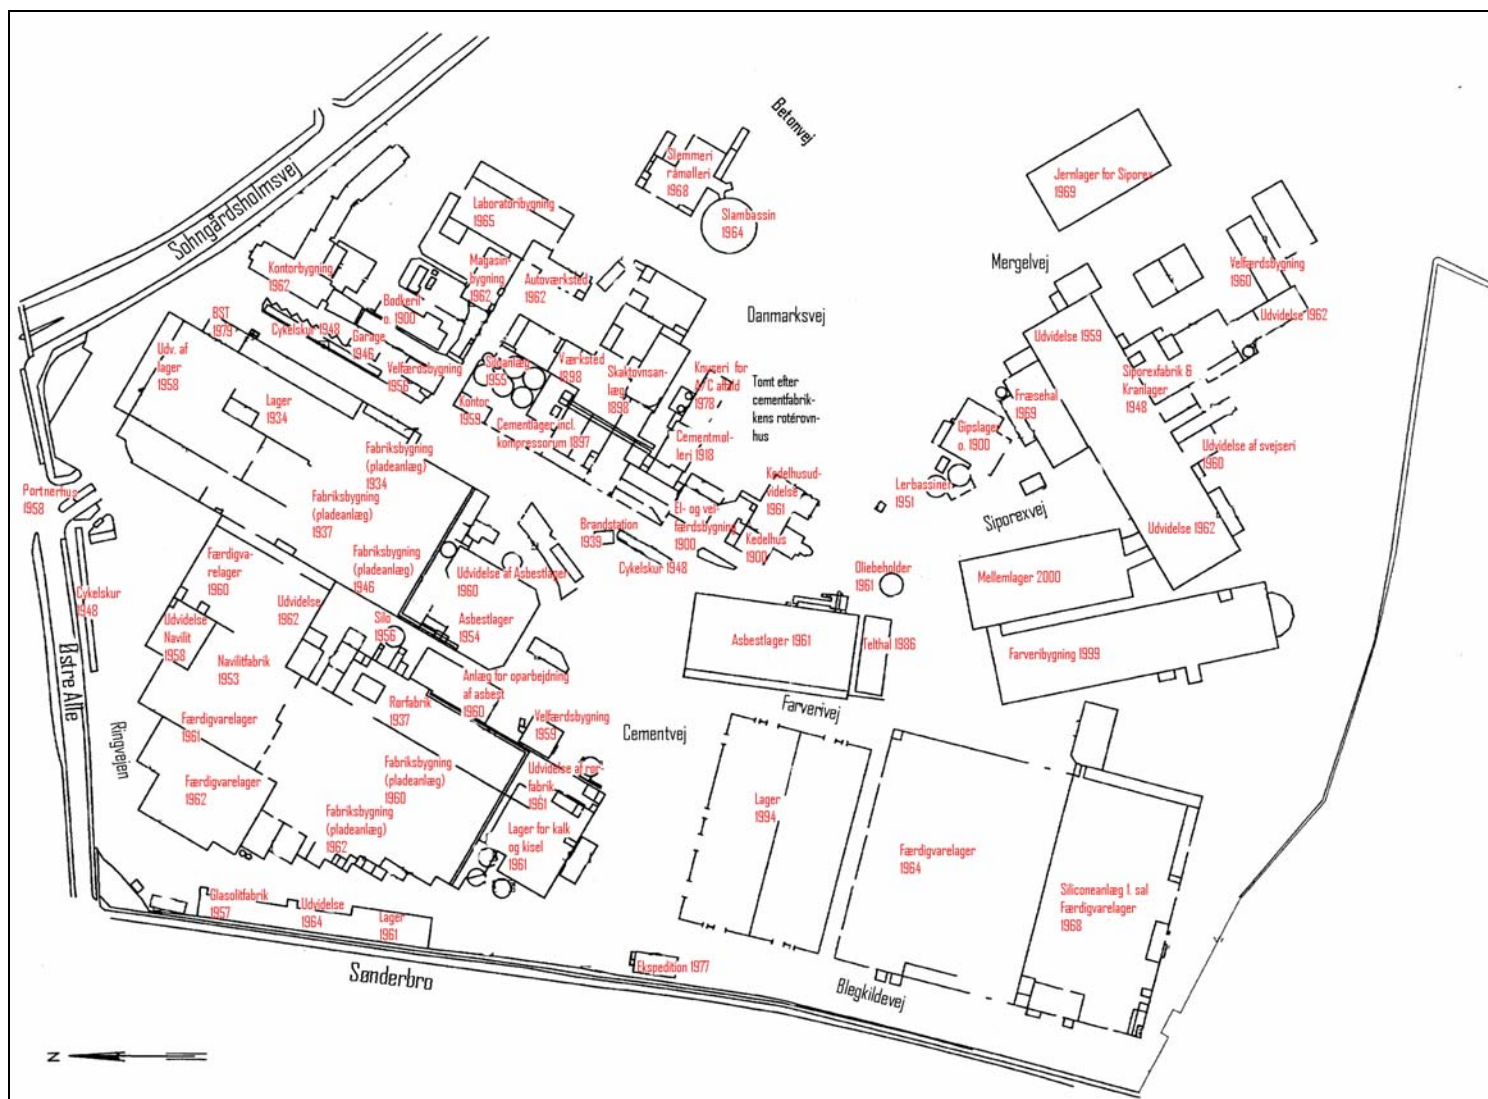 Betonvej
Sohngårdsholmsvej
Slemmeri
råmølleri
1968
Slambassin
1964
Jernlager for Siporex
1969
Laboratoribygning
1965
Mergelvej
Velfærdsbygning
1960
Kontorbygning
1962
Magasin-
bygning
1962
Autoværksted
1962
Bødkeri
o. 1900
Danmarksvej
Udvidelse 1962
BST
1979
Cykelskur 1948
Garage
1946
Velfærdsbygning
1956
Udvidelse 1959
Udv. af
lager
1958
Siloanlæg
1955
Værksted
1898
Skaktovnsan-
læg
1898
Knuseri for
A/C affald
1978
Tomt efter
cementfabrik-
kens rotérovn-
hus
Siporexfabrik &
Kranlager
1948
Fræsehal
1969
Lager
1934
Kontor
1959
Cementlager incl.
kompressorum 1897
Cementmøl-
leri 1918
Gipslager
o. 1900
Udvidelse af svejseri
1960
Fabriksbygning
(pladeanlæg)
1934
Kedelhusud-
videlse
1961
Lerbassiner
1951
Portnerhus
1958
Fabriksbygning
(pladeanlæg)
1937
El- og vel-
færdsbygning
1900
Kedelhus
1900
Siporexvej
Udvidelse 1962
Brandstation
1939
Cykelskur 1948
Færdigva-
relager
1960
Fabriksbygning
(pladeanlæg)
1946
Udvidelse af Asbestlager
1960
Oliebeholder
1961
Mellemlager 2000
Cykelskur
1948
Udvidelse
1962
Silo
1956
Asbestlager
1954
Udvidelse
Navilit
1958
Asbestlager 1961
Telthal 1986
Farveribygning 1999
Østre Alle
Navilitfabrik
1953
Anlæg for oparbejdning
af asbest
1960
Rørfabrik
1937
Farverivej
Ringvejen
Færdigvarelager
1961
Velfærdsbygning
1959
Cementvej
Færdigvarelager
1962
Fabriksbygning
(pladeanlæg)
1960
Udvidelse af rør-
fabrik
1961
Fabriksbygning
(pladeanlæg)
1962
Lager for kalk
og kisel
1961
Lager
1994
Færdigvarelager
1964
Siliconeanlæg 1. sal
Færdigvarelager
1968
Glasolitfabrik
1957
Udvidelse
1964
Lager
1961
Sønderbro
Ekspedition 1977
Blegkildevej
N